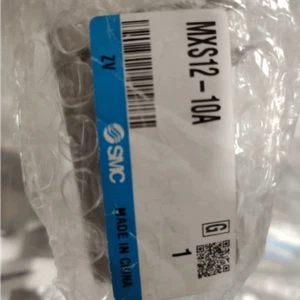 MXS12-10A
ZV
SMC
MADE IN CHINA
G
1